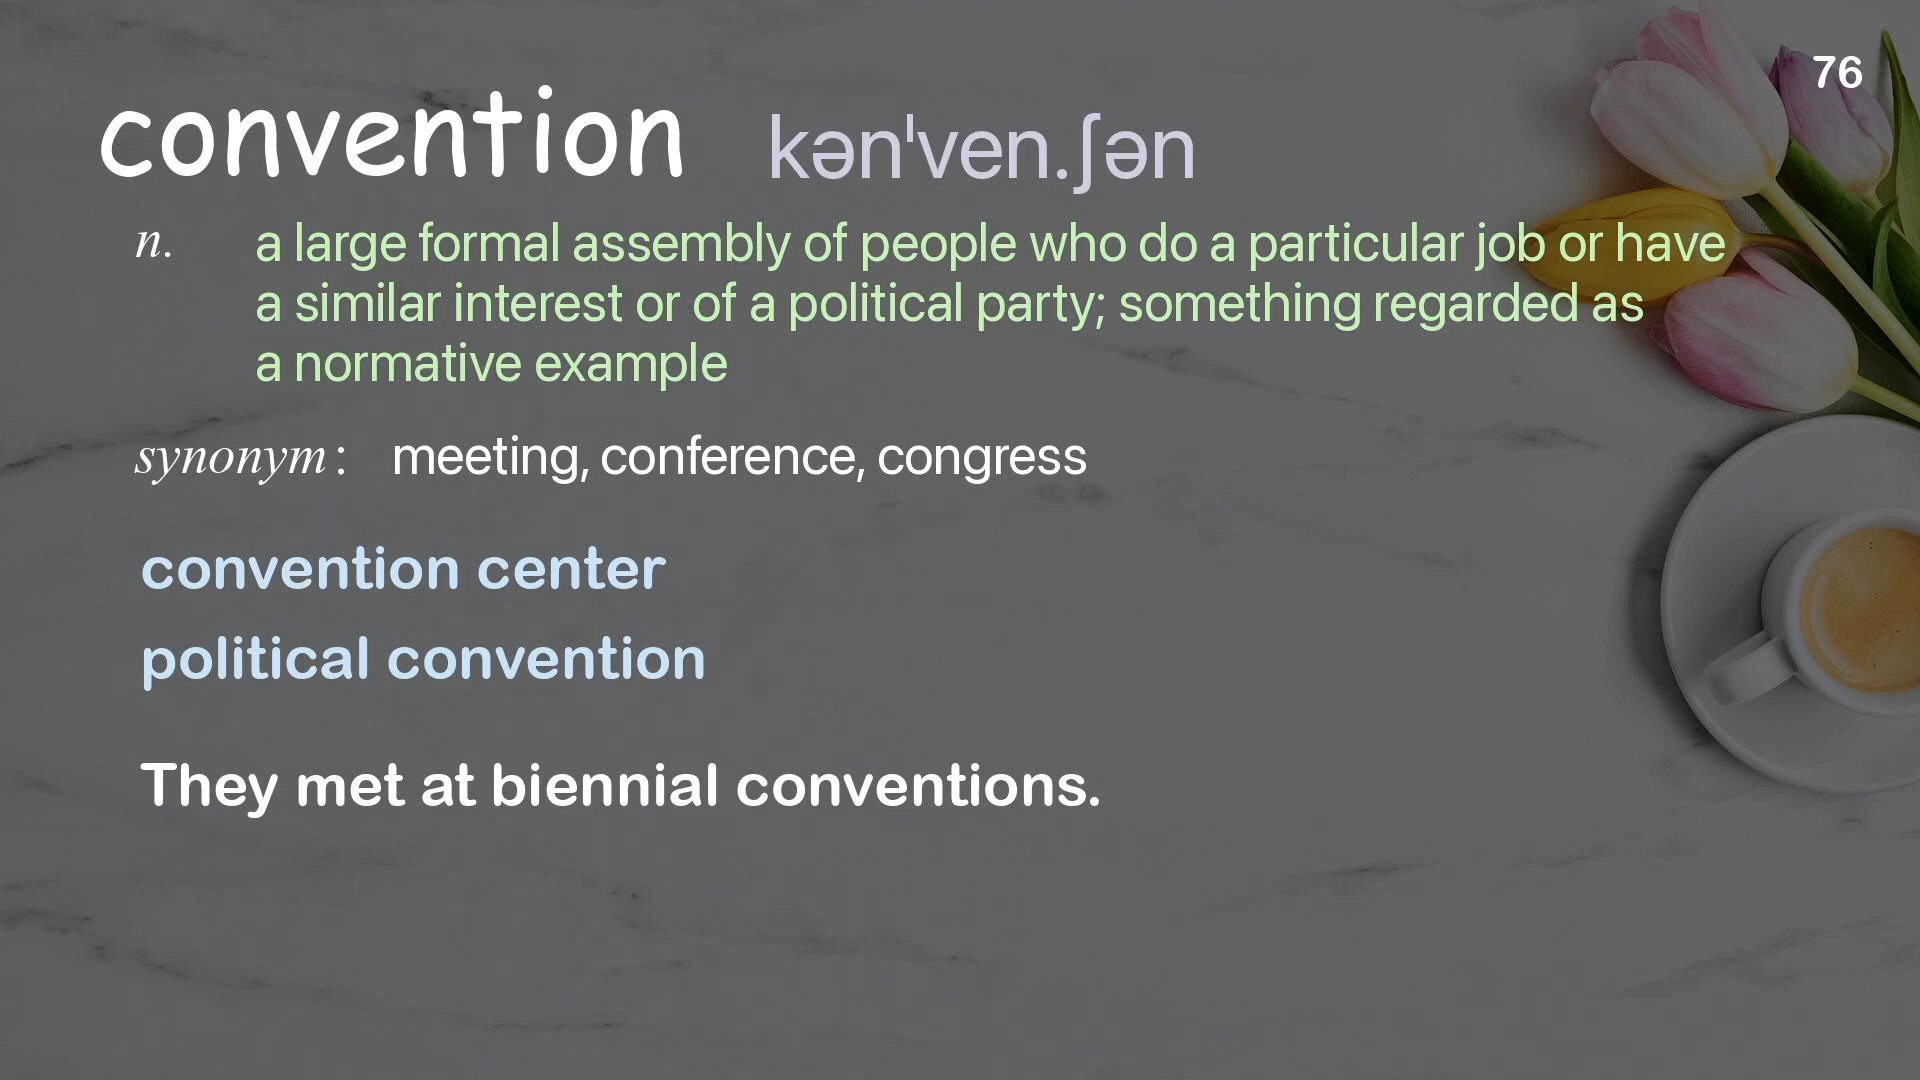 76
convention kən'ven.ʃən
n. a large formal assembly of people who do a particular job or have
a similar interest or of a political party; something regarded as
a normative example
synonym : meeting, conference, congress
convention center
political convention
They met at biennial conventions.